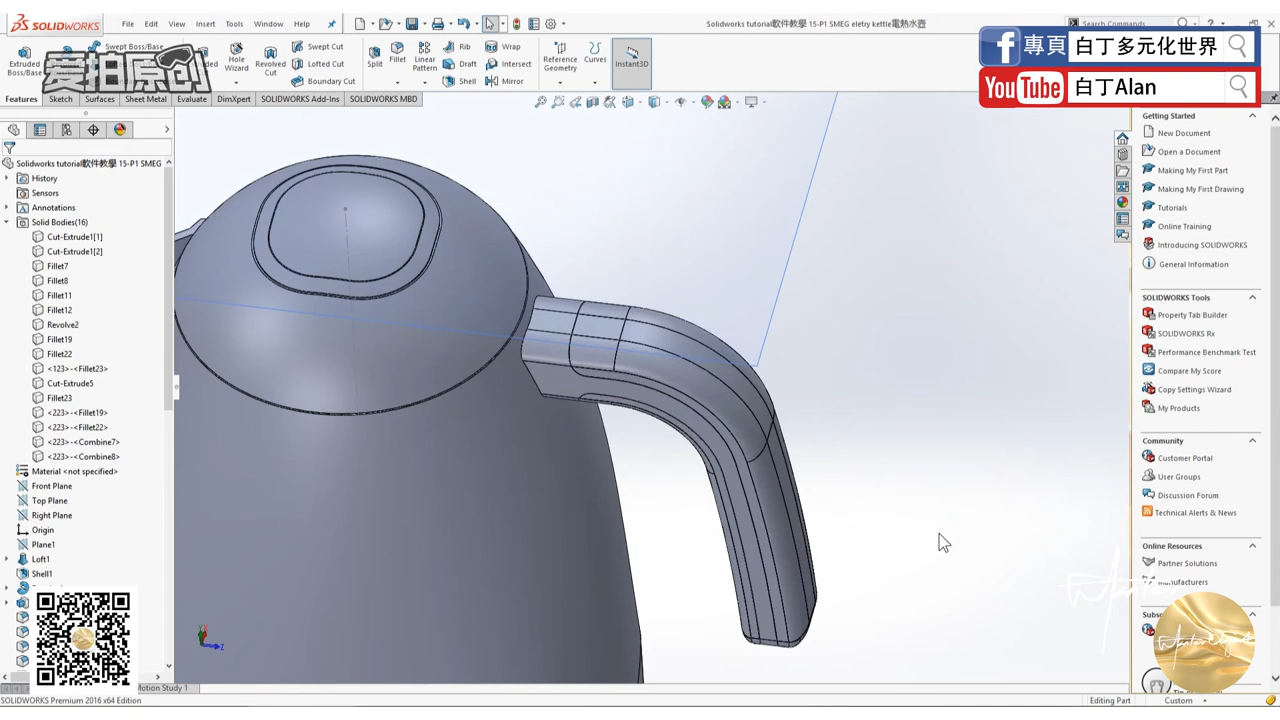 SOLIDWORKS
File Edit View Insert Tools Window Help
Solidworks tutorial軟件教學 15-P1 SMEG eletry kettle電熱水壺
Search Commands
專頁 白丁多元化世界
YouTube 白丁Alan
爱拍原创
Extruded Boss/Base
Swept Boss/Base
Hole Wizard
Revolved Cut
Swept Cut
Lofted Cut
Boundary Cut
Split
Fillet
Linear Pattern
Rib
Draft
Shell
Wrap
Intersect
Mirror
Reference Geometry
Curves
Instant3D
Features Sketch Surfaces Sheet Metal Evaluate DimXpert SOLIDWORKS Add-Ins SOLIDWORKS MBD
Solidworks tutorial軟件教學 15-P1 SMEG
History
Sensors
Annotations
Solid Bodies(16)
Cut-Extrude1[1]
Cut-Extrude1[2]
Fillet7
Fillet8
Fillet11
Fillet12
Revolve2
Fillet19
Fillet22
<123>-<Fillet23>
Cut-Extrude5
Fillet23
<223>-<Fillet19>
<223>-<Fillet22>
<223>-<Combine7>
<223>-<Combine8>
Material <not specified>
Front Plane
Top Plane
Right Plane
Origin
Plane1
Loft1
Shell1
Motion Study 1
SOLIDWORKS Premium 2016 x64 Edition
Y
Z
Getting Started
New Document
Open a Document
Making My First Part
Making My First Drawing
Tutorials
Online Training
Introducing SOLIDWORKS
General Information
SOLIDWORKS Tools
Property Tab Builder
SOLIDWORKS Rx
Performance Benchmark Test
Compare My Score
Copy Settings Wizard
My Products
Community
Customer Portal
User Groups
Discussion Forum
Technical Alerts & News
Online Resources
Partner Solutions
Manufacturers
Editing Part
Custom